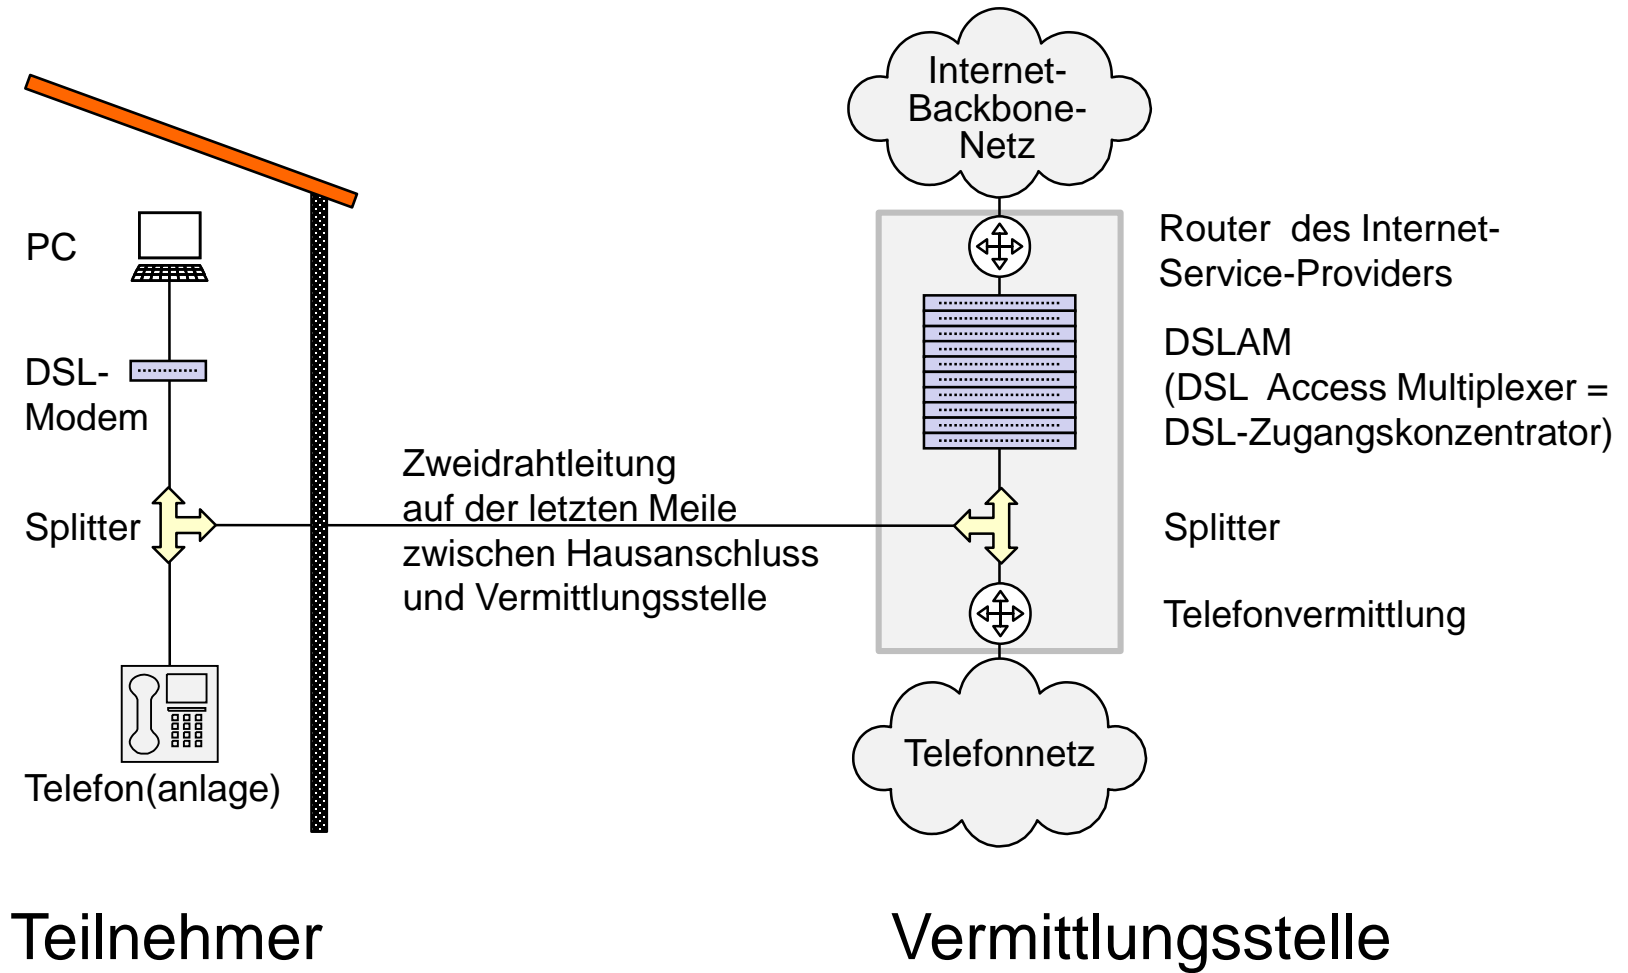 Internet-
Backbone-
Netz
PC
Router des Internet-
Service-Providers
DSL-
Modem
DSLAM
(DSL Access Multiplexer =
DSL-Zugangskonzentrator)
Zweidrahtleitung
auf der letzten Meile
zwischen Hausanschluss
und Vermittlungsstelle
Splitter
Splitter
Telefonvermittlung
Telefon(anlage)
Telefonnetz
Teilnehmer
Vermittlungsstelle